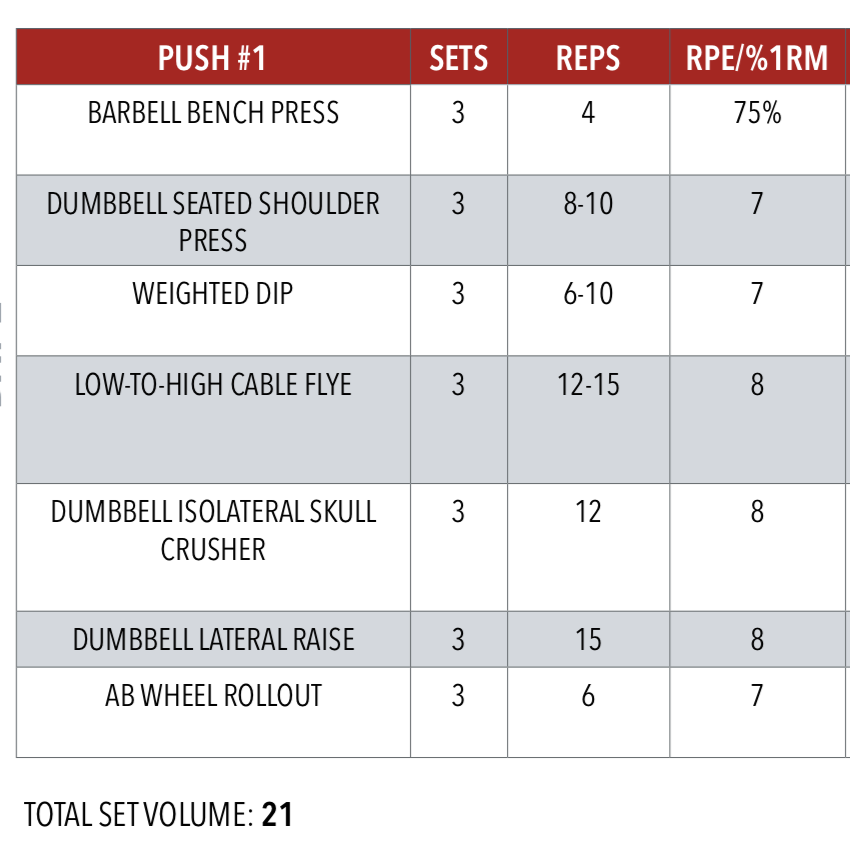 PUSH #1 SETS REPS RPE/%1RM
BARBELL BENCH PRESS 3 4 75%
DUMBBELL SEATED SHOULDER 3 8-10 7
PRESS
WEIGHTED DIP 3 6-10 7
LOW-TO-HIGH CABLE FLYE 3 12-15 8
DUMBBELL ISOLATERAL SKULL 3 12 8
CRUSHER
DUMBBELL LATERAL RAISE 3 15 8
AB WHEEL ROLLOUT 3 6 7
TOTAL SET VOLUME: 21